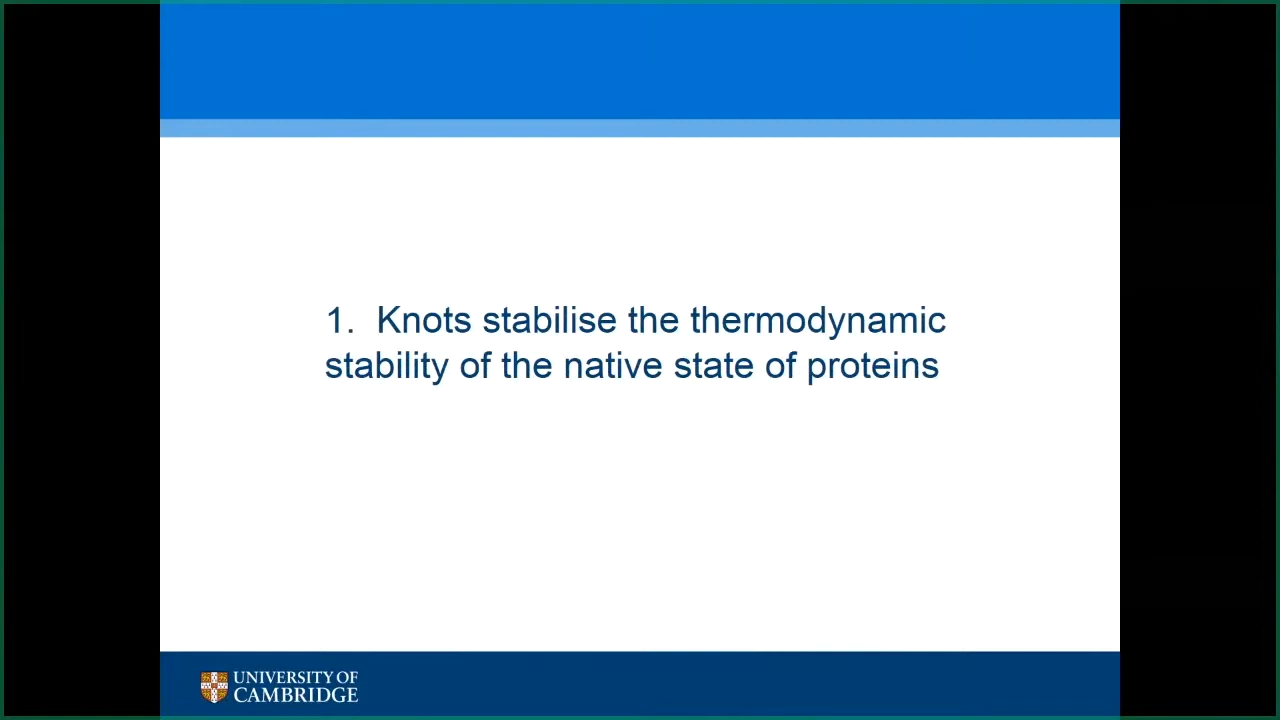 1. Knots stabilise the thermodynamic
stability of the native state of proteins
UNIVERSITY OF
CAMBRIDGE